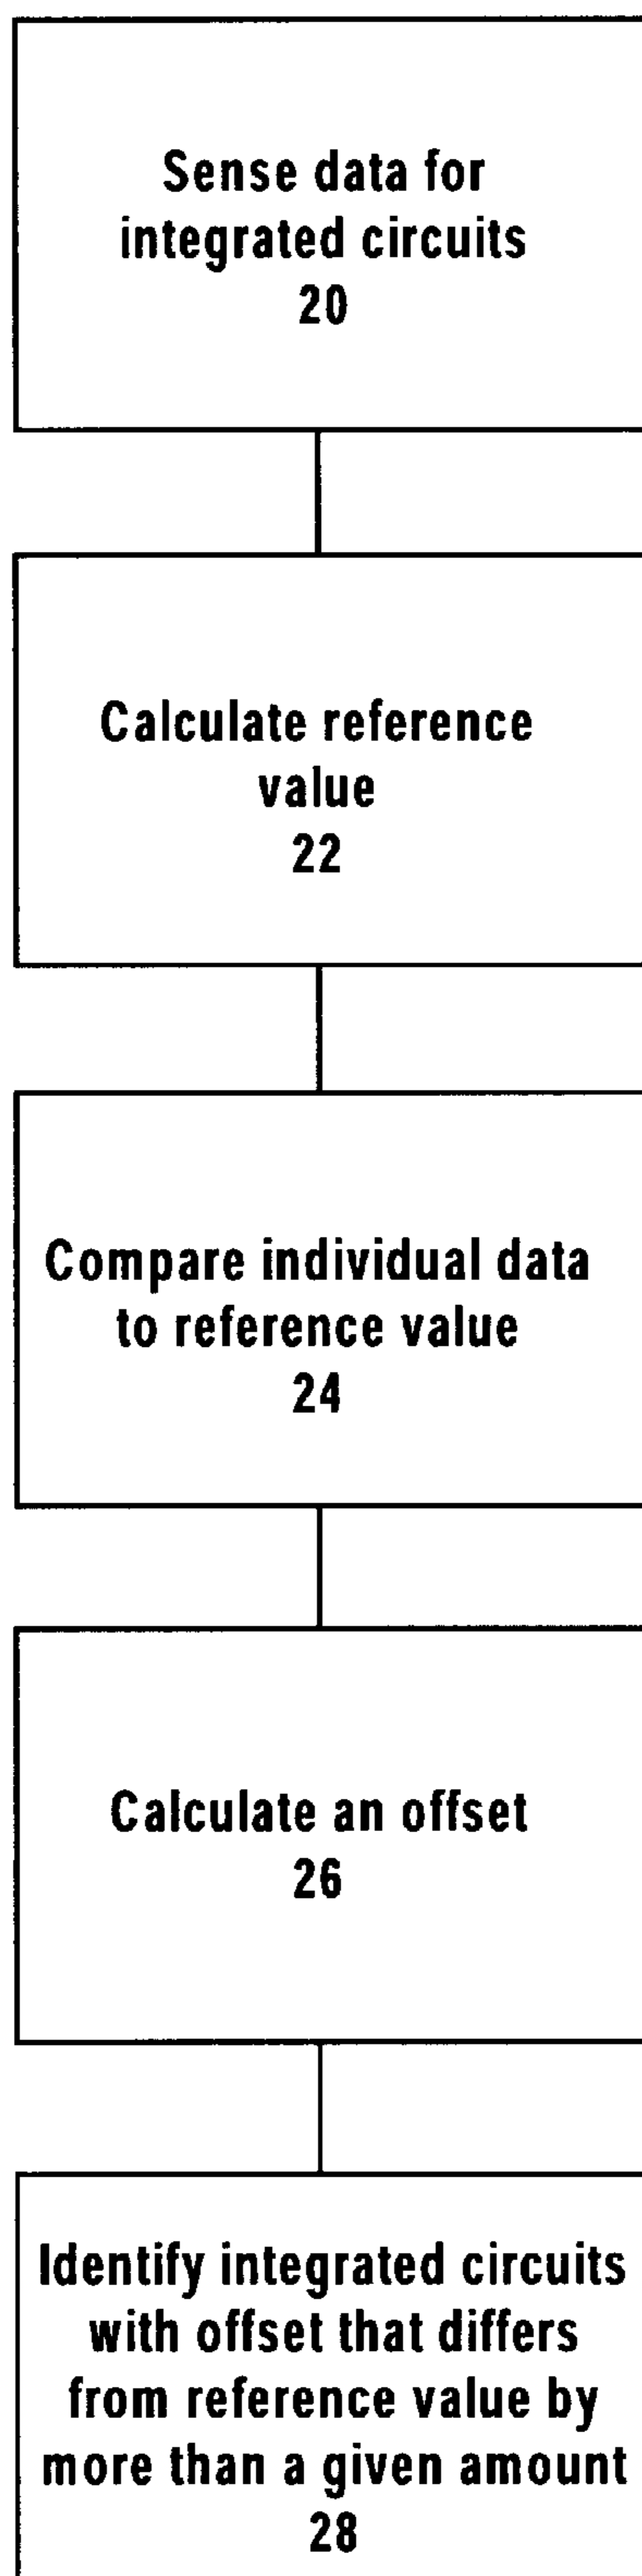 Sense data for
integrated circuits
20
Calculate reference
value
22
Compare individual data
to reference value
24
Calculate an offset
26
Identify integrated circuits
with offset that differs
from reference value by
more than a given amount
28